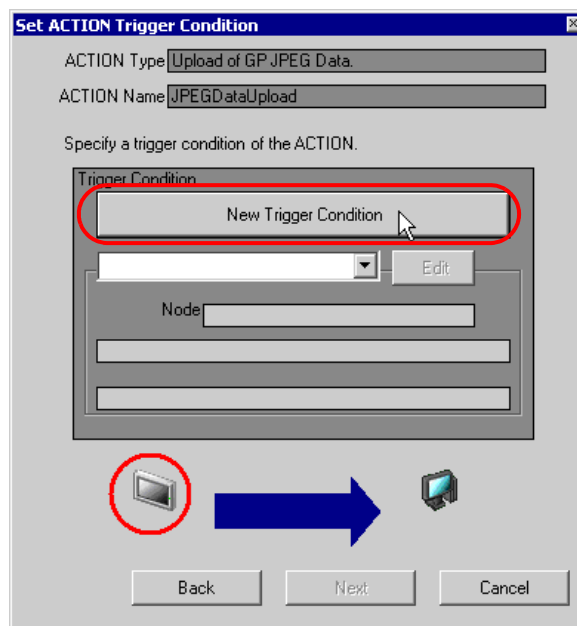 Set ACTION Trigger Condition
ACTION Type Upload of GP JPEG Data.
ACTION Name JPEGDataUpload
Specify a trigger condition of the ACTION.
Trigger Condition
New Trigger Condition
Edit
Node
Back Next Cancel